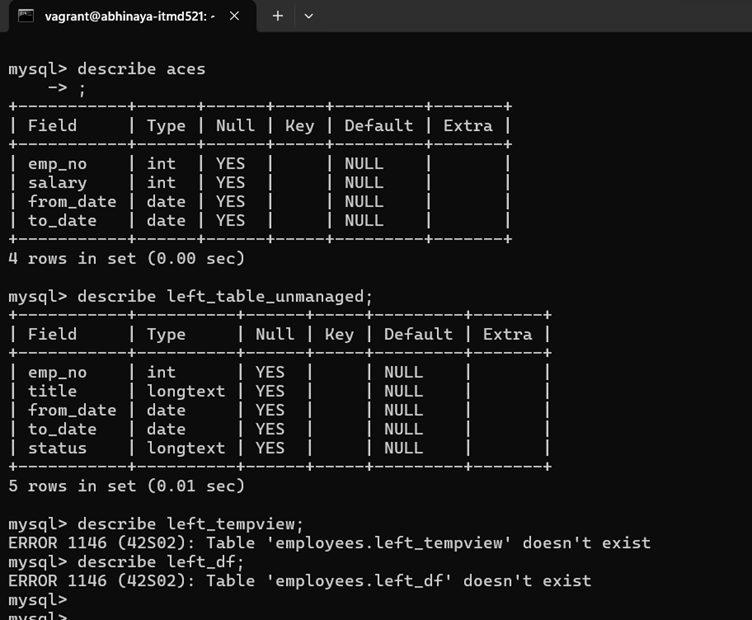 vagrant@abhinaya-itmd521: ~
mysql> describe aces
    -> ;
+-----------+------+------+-----+---------+-------+
| Field     | Type | Null | Key | Default | Extra |
+-----------+------+------+-----+---------+-------+
| emp_no    | int  | YES  |     | NULL    |       |
| salary    | int  | YES  |     | NULL    |       |
| from_date | date | YES  |     | NULL    |       |
| to_date   | date | YES  |     | NULL    |       |
+-----------+------+------+-----+---------+-------+
4 rows in set (0.00 sec)
mysql> describe left_table_unmanaged;
+-----------+----------+------+-----+---------+-------+
| Field     | Type     | Null | Key | Default | Extra |
+-----------+----------+------+-----+---------+-------+
| emp_no    | int      | YES  |     | NULL    |       |
| title     | longtext | YES  |     | NULL    |       |
| from_date | date     | YES  |     | NULL    |       |
| to_date   | date     | YES  |     | NULL    |       |
| status    | longtext | YES  |     | NULL    |       |
+-----------+----------+------+-----+---------+-------+
5 rows in set (0.01 sec)
mysql> describe left_tempview;
ERROR 1146 (42S02): Table 'employees.left_tempview' doesn't exist
mysql> describe left_df;
ERROR 1146 (42S02): Table 'employees.left_df' doesn't exist
mysql>
mysql>